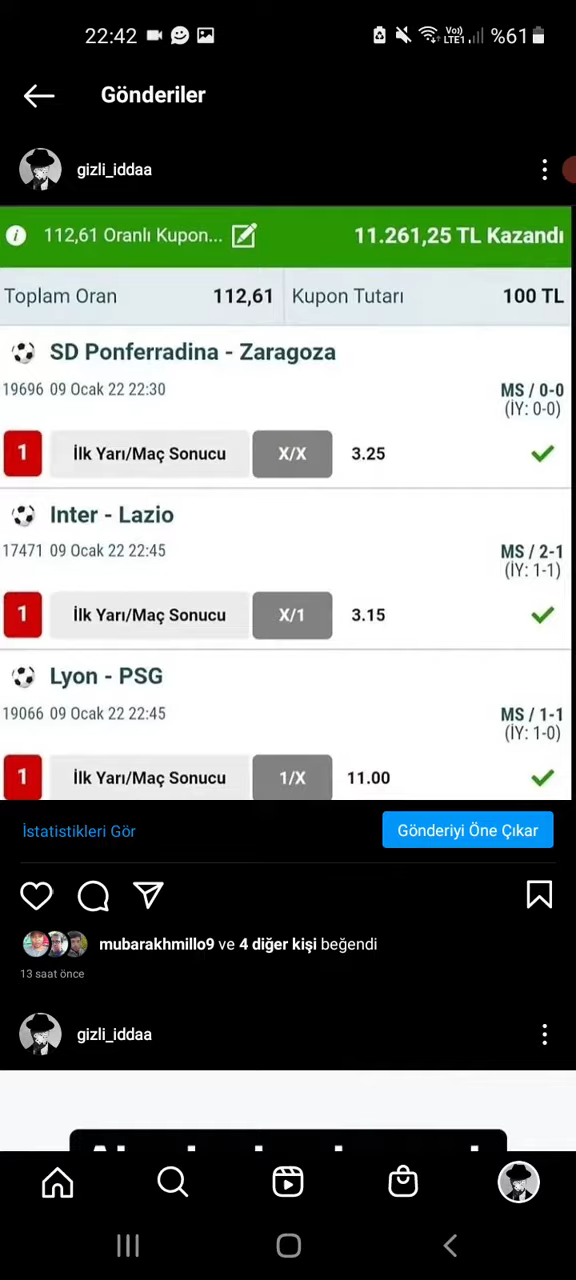 22:42 Vo)) LTE1 %61
Gönderiler
gizli_iddaa
i 112,61 Oranlı Kupon... 11.261,25 TL Kazandı
Toplam Oran 112,61 Kupon Tutarı 100 TL
SD Ponferradina - Zaragoza
19696 09 Ocak 22 22:30 MS / 0-0
(İY: 0-0)
1 İlk Yarı/Maç Sonucu X/X 3.25
Inter - Lazio
17471 09 Ocak 22 22:45 MS / 2-1
(İY: 1-1)
1 İlk Yarı/Maç Sonucu X/1 3.15
Lyon - PSG
19066 09 Ocak 22 22:45 MS / 1-1
(İY: 1-0)
1 İlk Yarı/Maç Sonucu 1/X 11.00
İstatistikleri Gör Gönderiyi Öne Çıkar
mubarakhmillo9 ve 4 diğer kişi beğendi
13 saat önce
gizli_iddaa